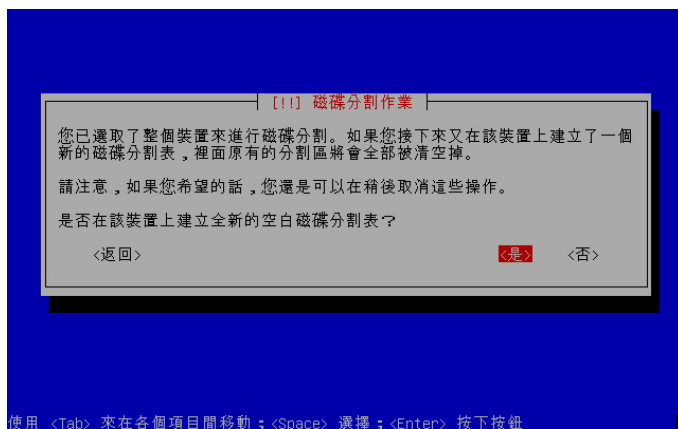 [!!] 磁碟分割作業
您已選取了整個裝置來進行磁碟分割。如果您接下來又在該裝置上建立了一個
新的磁碟分割表，裡面原有的分割區將會全部被清空掉。
請注意，如果您希望的話，您還是可以在稍後取消這些操作。
是否在該裝置上建立全新的空白磁碟分割表？
<返回> <是> <否>
使用 <Tab> 來在各個項目間移動；<Space> 選擇；<Enter> 按下按鈕